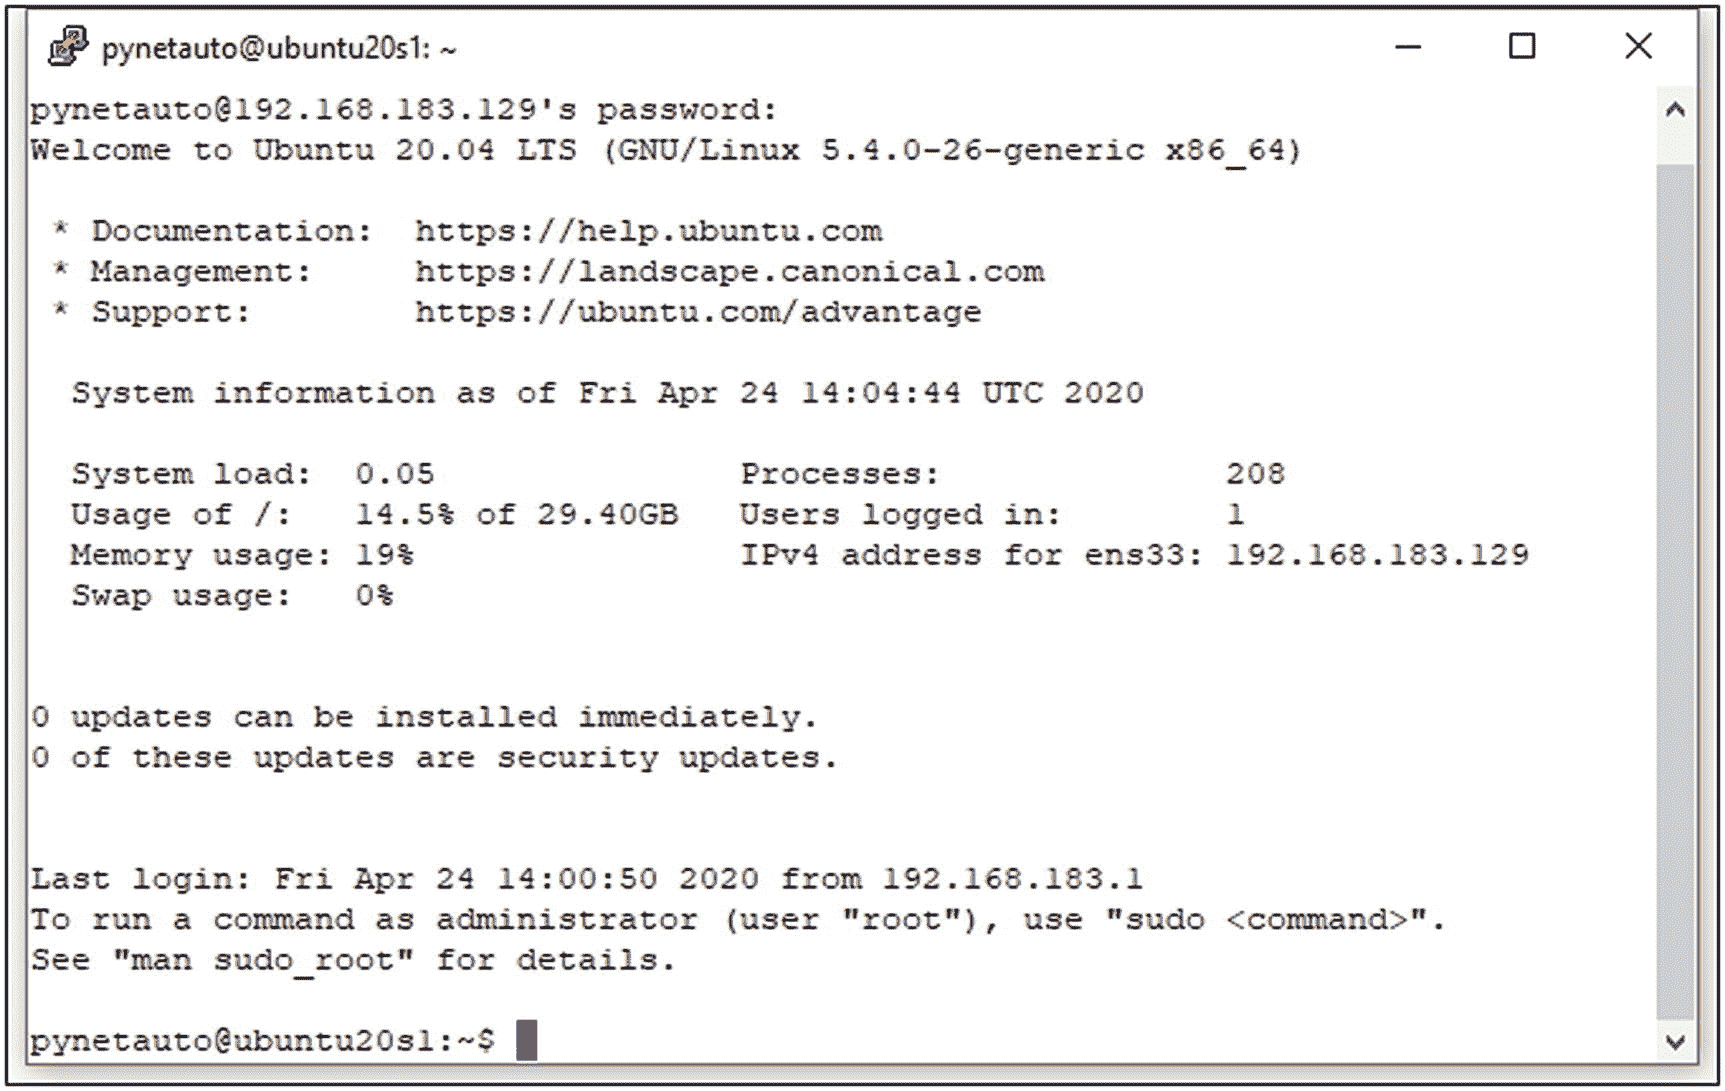 pynetauto@ubuntu20s1: ~
pynetauto@192.168.183.129's password:
Welcome to Ubuntu 20.04 LTS (GNU/Linux 5.4.0-26-generic x86_64)
 * Documentation:  https://help.ubuntu.com
 * Management:     https://landscape.canonical.com
 * Support:        https://ubuntu.com/advantage
  System information as of Fri Apr 24 14:04:44 UTC 2020
  System load:  0.05               Processes:              208
  Usage of /:   14.5% of 29.40GB   Users logged in:        1
  Memory usage: 19%                IPv4 address for ens33: 192.168.183.129
  Swap usage:   0%
0 updates can be installed immediately.
0 of these updates are security updates.
Last login: Fri Apr 24 14:00:50 2020 from 192.168.183.1
To run a command as administrator (user "root"), use "sudo <command>".
See "man sudo_root" for details.
pynetauto@ubuntu20s1:~$